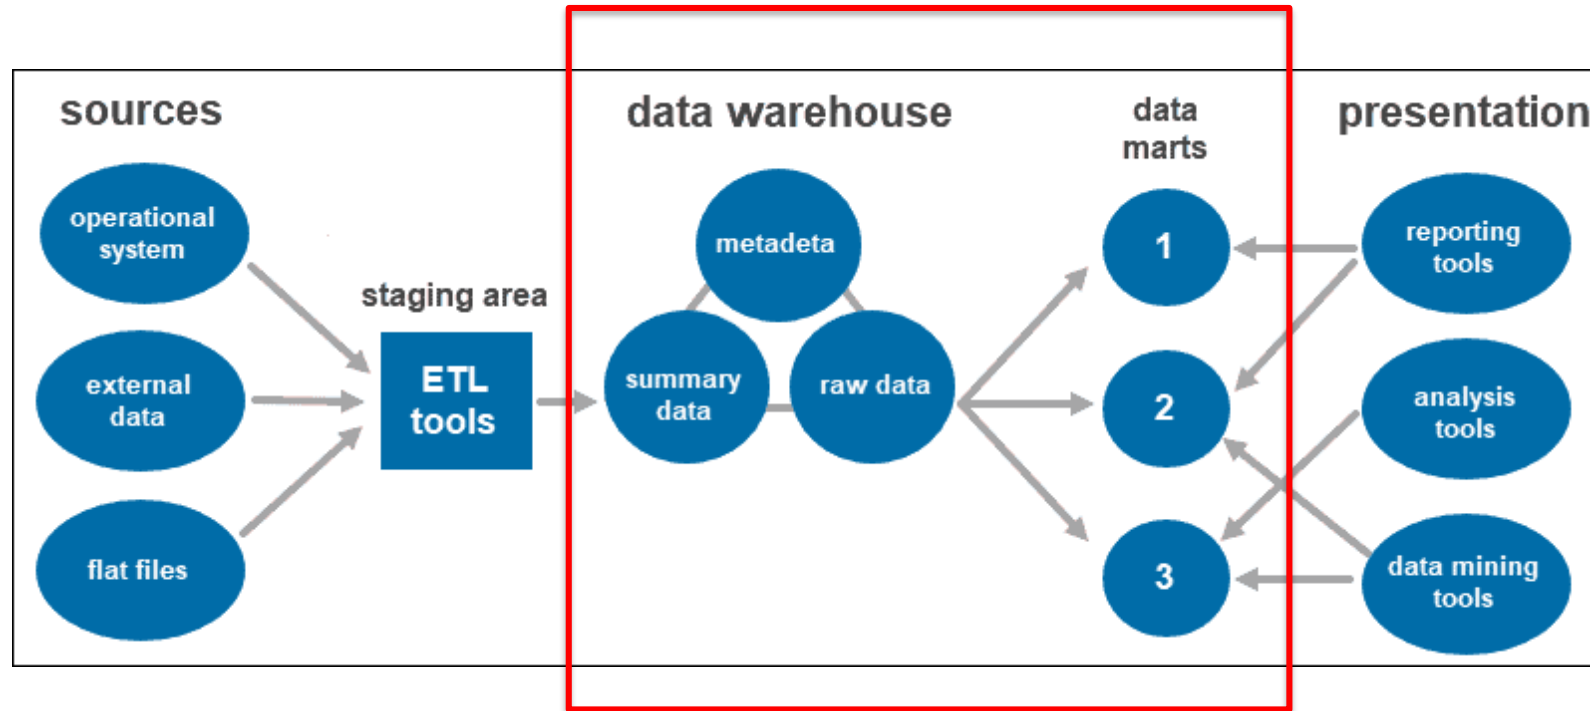 sources
operational
system
external
data
flat files
staging area
ETL
tools
data warehouse
metadeta
summary
data
raw data
data
marts
1
2
3
presentation
reporting
tools
analysis
tools
data mining
tools